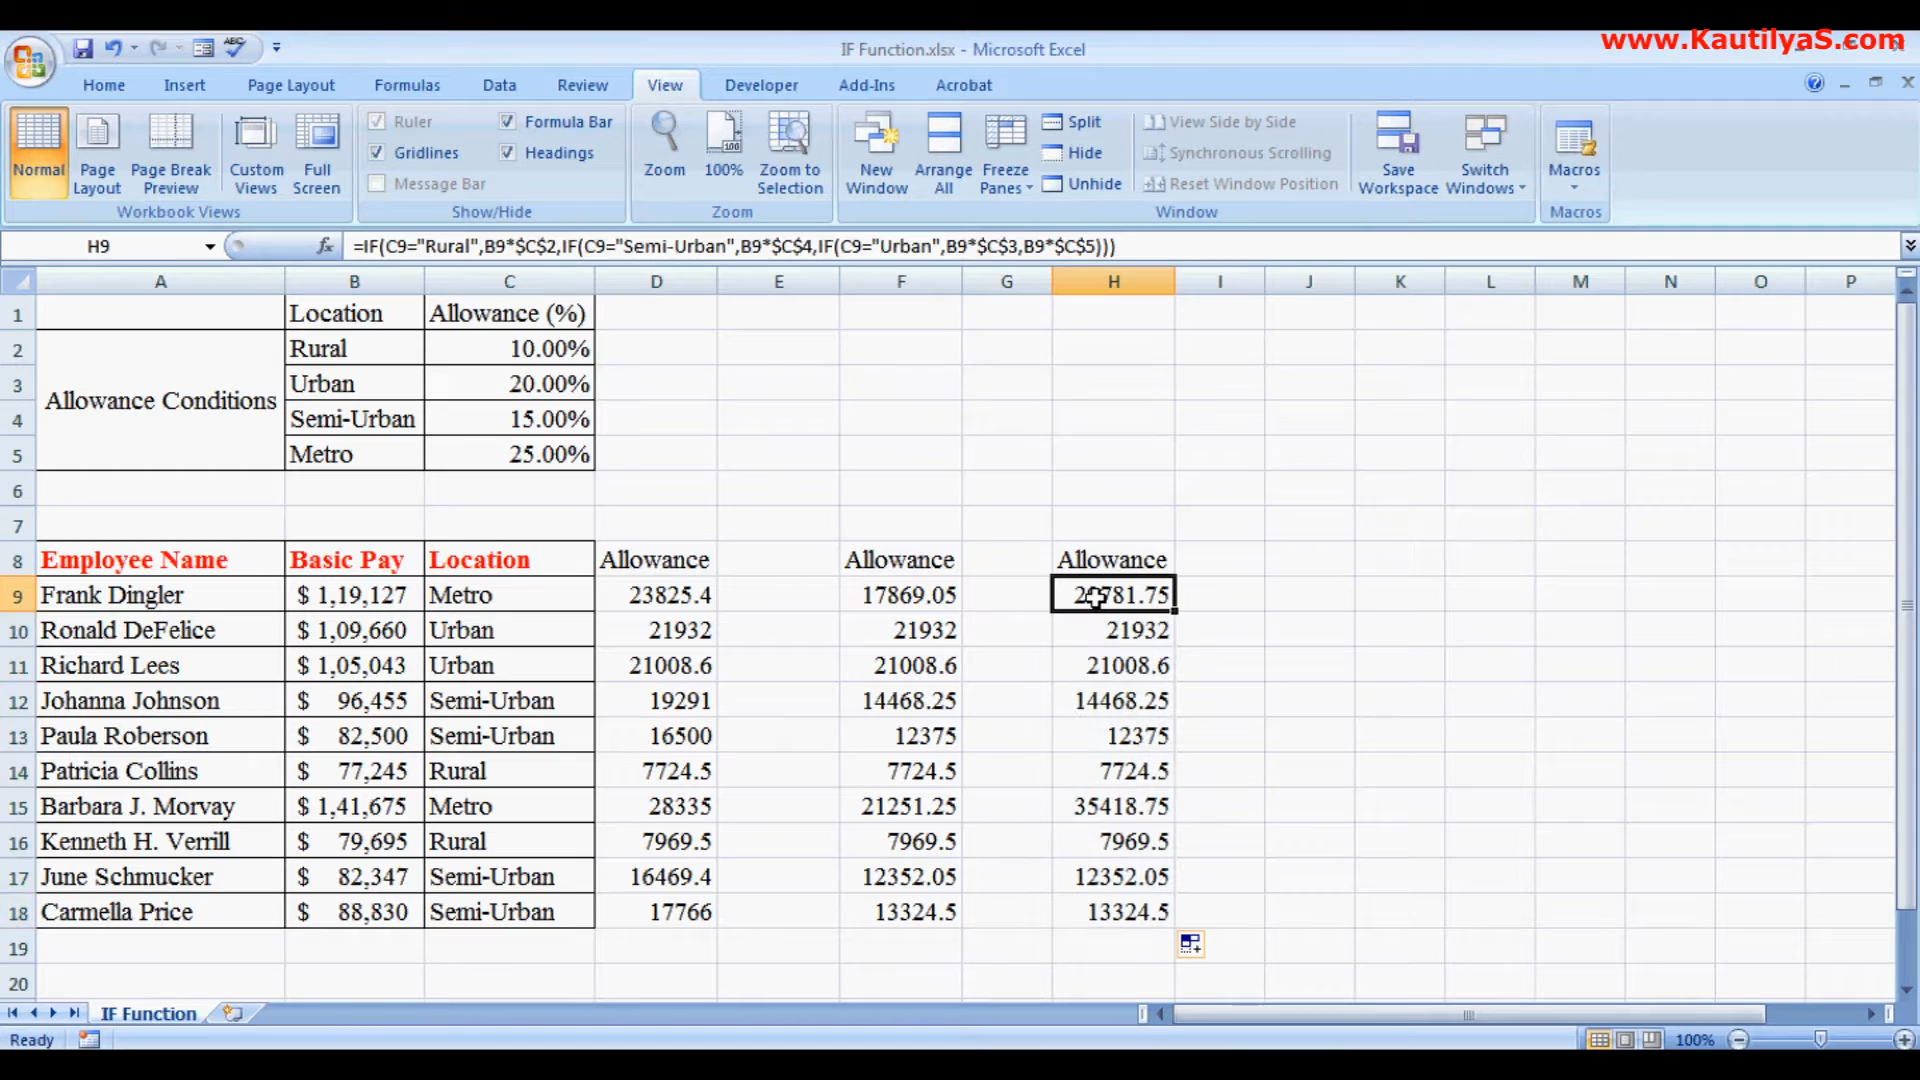 www.KautilyaS.com
IF Function.xlsx - Microsoft Excel
ABC
Home Insert Page Layout Formulas Data Review View Developer Add-Ins Acrobat
Normal
Page Layout
Page Break Preview
Custom Views
Full Screen
Workbook Views
Ruler
Gridlines
Message Bar
Formula Bar
Headings
Show/Hide
Zoom
100
100%
Zoom to Selection
Zoom
New Window
Arrange All
Freeze Panes
Split
Hide
Unhide
View Side by Side
Synchronous Scrolling
Reset Window Position
Window
Save Workspace
Switch Windows
Macros
Macros
H9 fx =IF(C9="Rural",B9*$C$2,IF(C9="Semi-Urban",B9*$C$4,IF(C9="Urban",B9*$C$3,B9*$C$5)))
A B C D E F G H I J K L M N O P
1 Location Allowance (%)
2 Rural 10.00%
3 Urban 20.00%
Allowance Conditions
4 Semi-Urban 15.00%
5 Metro 25.00%
6
7
8 Employee Name Basic Pay Location Allowance Allowance Allowance
9 Frank Dingler $ 1,19,127 Metro 23825.4 17869.05
10 Ronald DeFelice $ 1,09,660 Urban 21932 21932 21932
11 Richard Lees $ 1,05,043 Urban 21008.6 21008.6 21008.6
12 Johanna Johnson $ 96,455 Semi-Urban 19291 14468.25 14468.25
13 Paula Roberson $ 82,500 Semi-Urban 16500 12375 12375
14 Patricia Collins $ 77,245 Rural 7724.5 7724.5 7724.5
15 Barbara J. Morvay $ 1,41,675 Metro 28335 21251.25 35418.75
16 Kenneth H. Verrill $ 79,695 Rural 7969.5 7969.5 7969.5
17 June Schmucker $ 82,347 Semi-Urban 16469.4 12352.05 12352.05
18 Carmella Price $ 88,830 Semi-Urban 17766 13324.5 13324.5
19
20
IF Function
Ready 100%